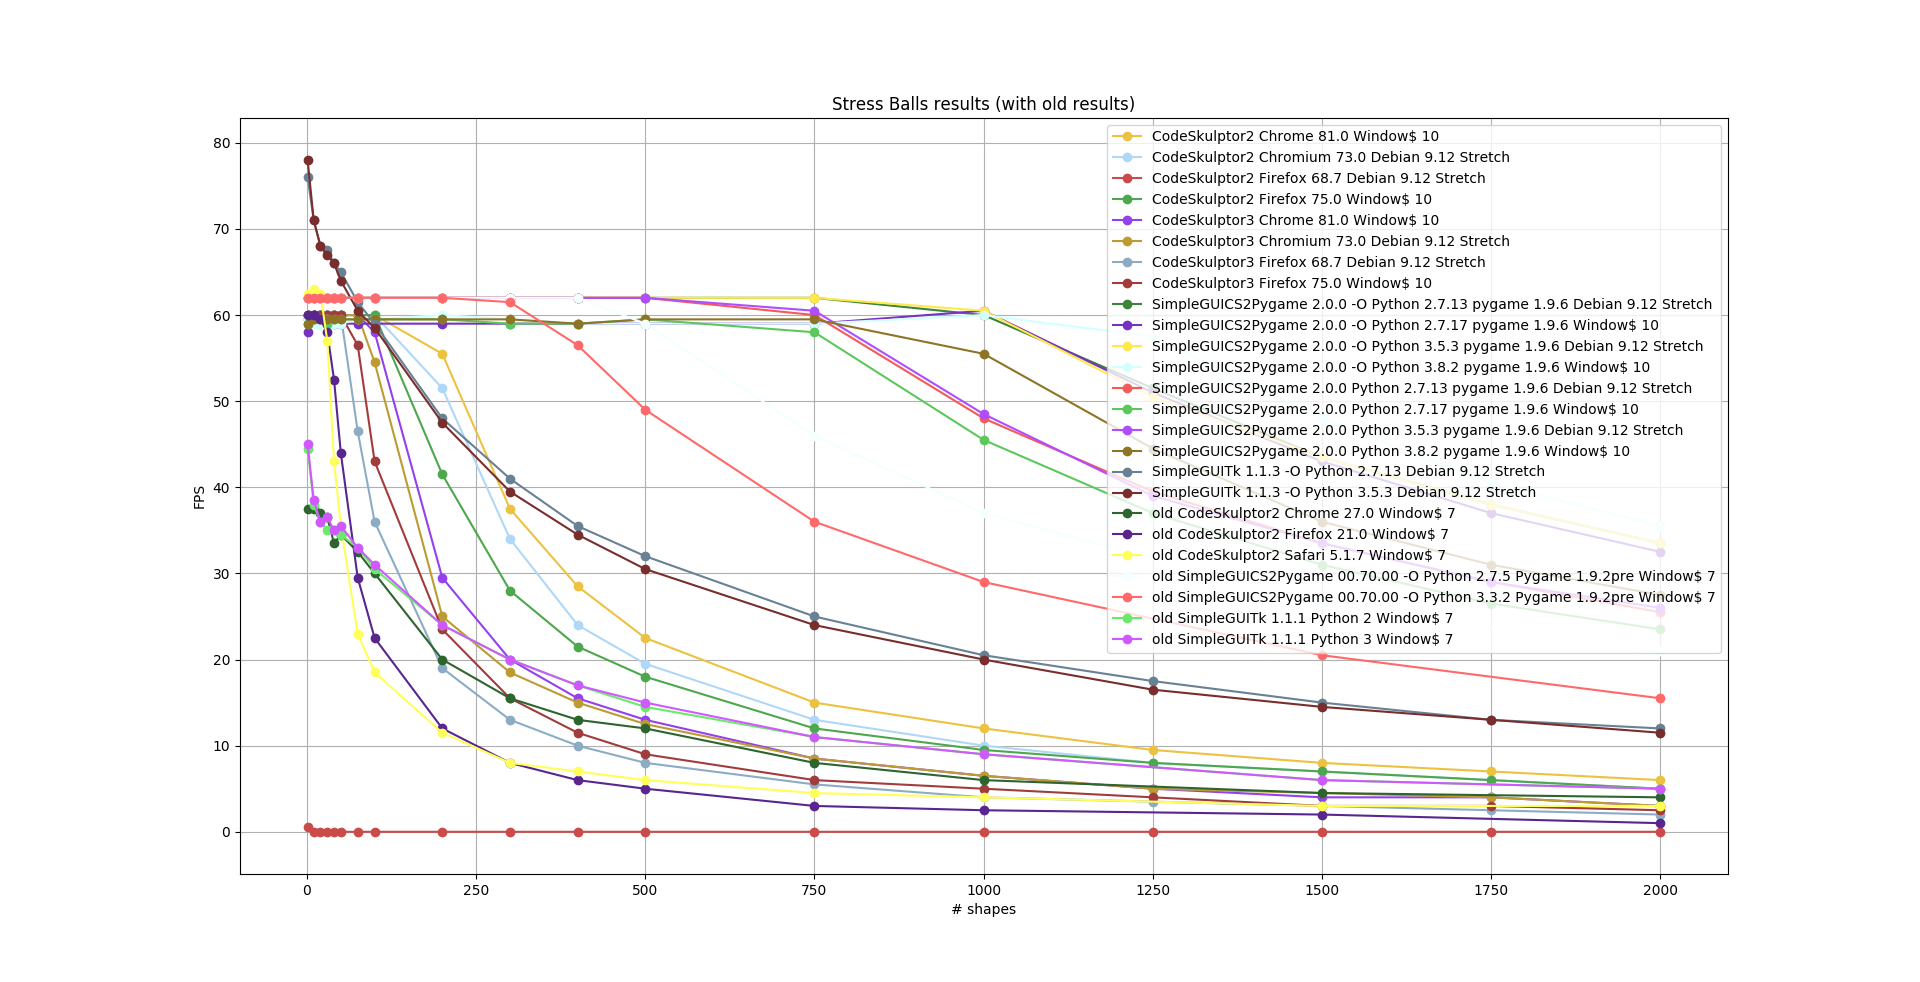 Stress Balls results (with old results)
80
70
60
50
40
30
20
10
0
FPS
0
250
500
750
1000
1250
1500
1750
2000
# shapes
CodeSkulptor2 Chrome 81.0 Window$ 10
CodeSkulptor2 Chromium 73.0 Debian 9.12 Stretch
CodeSkulptor2 Firefox 68.7 Debian 9.12 Stretch
CodeSkulptor2 Firefox 75.0 Window$ 10
CodeSkulptor3 Chrome 81.0 Window$ 10
CodeSkulptor3 Chromium 73.0 Debian 9.12 Stretch
CodeSkulptor3 Firefox 68.7 Debian 9.12 Stretch
CodeSkulptor3 Firefox 75.0 Window$ 10
SimpleGUICS2Pygame 2.0.0 -O Python 2.7.13 pygame 1.9.6 Debian 9.12 Stretch
SimpleGUICS2Pygame 2.0.0 -O Python 2.7.17 pygame 1.9.6 Window$ 10
SimpleGUICS2Pygame 2.0.0 -O Python 3.5.3 pygame 1.9.6 Debian 9.12 Stretch
SimpleGUICS2Pygame 2.0.0 -O Python 3.8.2 pygame 1.9.6 Window$ 10
SimpleGUICS2Pygame 2.0.0 Python 2.7.13 pygame 1.9.6 Debian 9.12 Stretch
SimpleGUICS2Pygame 2.0.0 Python 2.7.17 pygame 1.9.6 Window$ 10
SimpleGUICS2Pygame 2.0.0 Python 3.5.3 pygame 1.9.6 Debian 9.12 Stretch
SimpleGUICS2Pygame 2.0.0 Python 3.8.2 pygame 1.9.6 Window$ 10
SimpleGUITk 1.1.3 -O Python 2.7.13 Debian 9.12 Stretch
SimpleGUITk 1.1.3 -O Python 3.5.3 Debian 9.12 Stretch
old CodeSkulptor2 Chrome 27.0 Window$ 7
old CodeSkulptor2 Firefox 21.0 Window$ 7
old CodeSkulptor2 Safari 5.1.7 Window$ 7
old SimpleGUICS2Pygame 00.70.00 -O Python 2.7.5 Pygame 1.9.2pre Window$ 7
old SimpleGUICS2Pygame 00.70.00 -O Python 3.3.2 Pygame 1.9.2pre Window$ 7
old SimpleGUITk 1.1.1 Python 2 Window$ 7
old SimpleGUITk 1.1.1 Python 3 Window$ 7